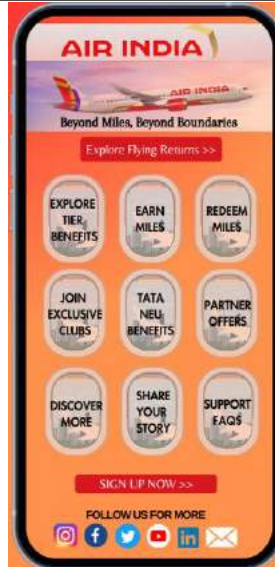 AIR INDIA
AIR INDIA
Beyond Miles, Beyond Boundaries
Explore Flying Returns >>
EXPLORE
TIER
BENEFITS
EARN
MILES
REDEEM
MILES
JOIN
EXCLUSIVE
CLUBS
TATA
NEU
BENEFITS
PARTNER
OFFERS
DISCOVER
MORE
SHARE
YOUR
STORY
SUPPORT
FAQS
SIGN UP NOW >>
FOLLOW US FOR MORE